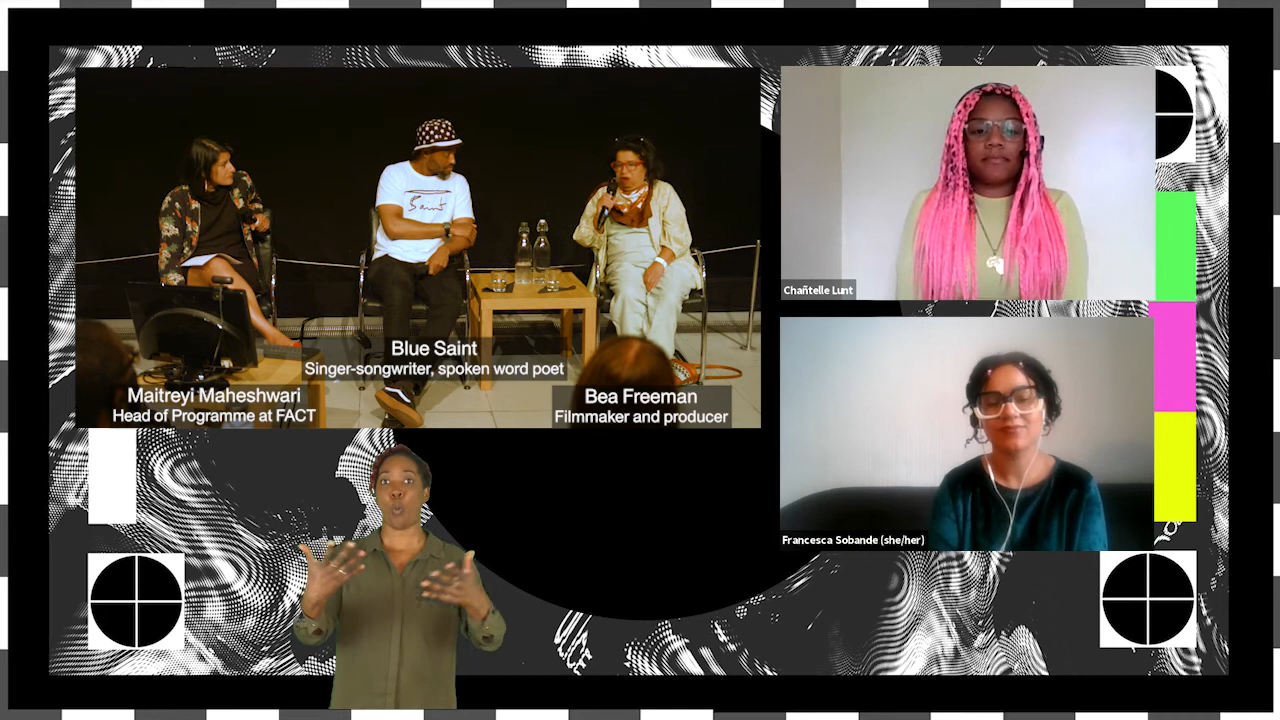 Blue Saint
Singer-songwriter, spoken word poet
Maitreyi Maheshwari
Head of Programme at FACT
Bea Freeman
Filmmaker and producer
Saint
Chañtelle Lunt
Francesca Sobande (she/her)